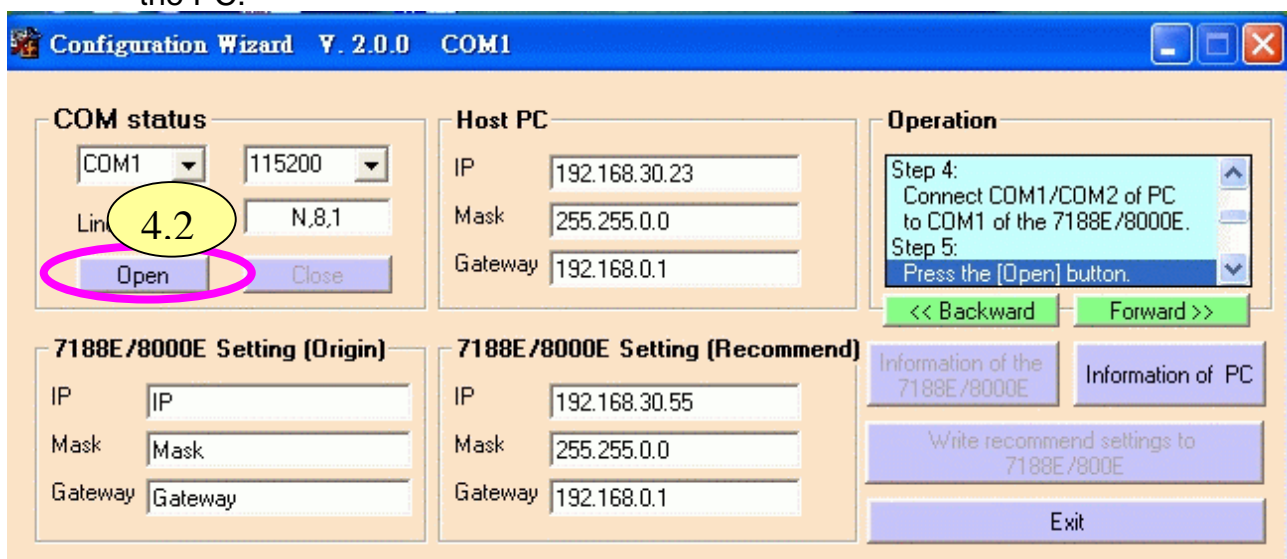 the PC.
Configuration Wizard V. 2.0.0 COM1
COM status
COM1 115200
N,8,1
4.2
Open Close
Host PC
IP 192.168.30.23
Mask 255.255.0.0
Gateway 192.168.0.1
Operation
Step 4:
Connect COM1/COM2 of PC
to COM1 of the 7188E/8000E.
Step 5:
Press the [Open] button.
<< Backward Forward >>
7188E/8000E Setting (Origin)
IP IP
Mask Mask
Gateway Gateway
7188E/8000E Setting (Recommend)
IP 192.168.30.55
Mask 255.255.0.0
Gateway 192.168.0.1
Information of the
7188E/8000E
Information of PC
Write recommend settings to
7188E/800E
Exit